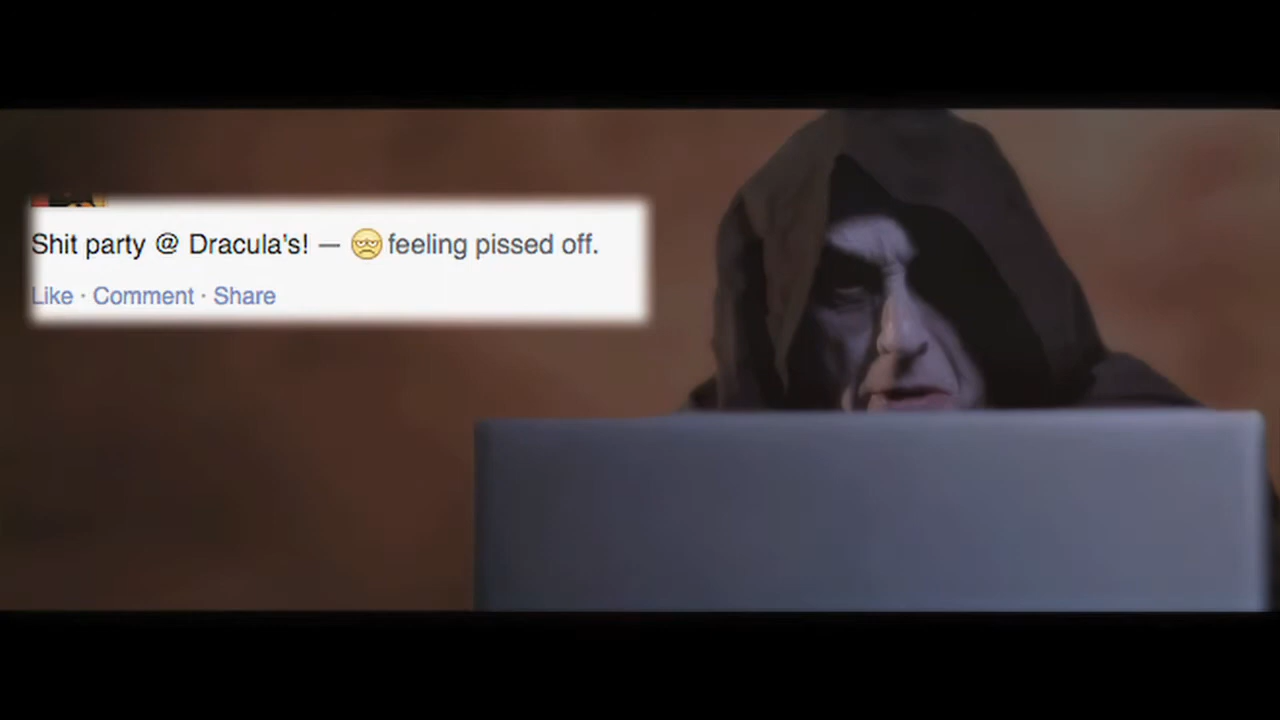 Shit party @ Dracula's! — feeling pissed off.
Like · Comment · Share